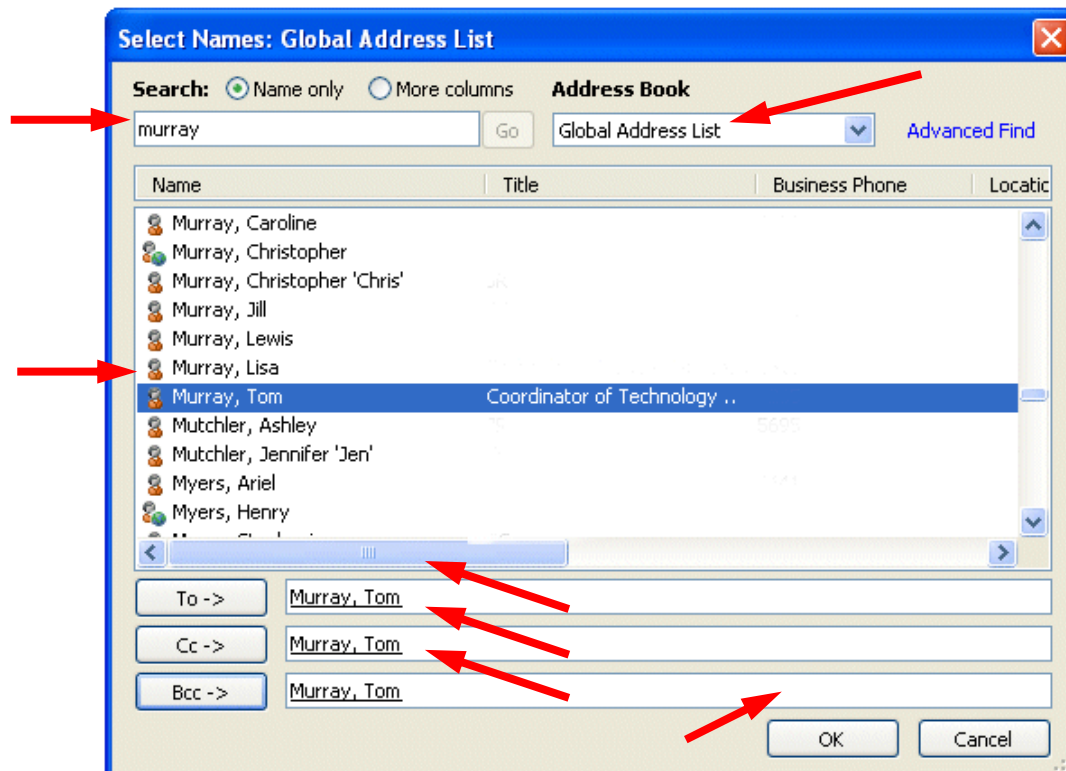 Select Names: Global Address List
Search: Name only More columns Address Book
murray Go Global Address List Advanced Find
Name Title Business Phone Locatic
Murray, Caroline
Murray, Christopher
Murray, Christopher 'Chris'
Murray, Jill
Murray, Lewis
Murray, Lisa
Murray, Tom Coordinator of Technology ..
Mutchler, Ashley
Mutchler, Jennifer 'Jen'
Myers, Ariel
Myers, Henry
To -> Murray, Tom
Cc -> Murray, Tom
Bcc -> Murray, Tom
OK Cancel